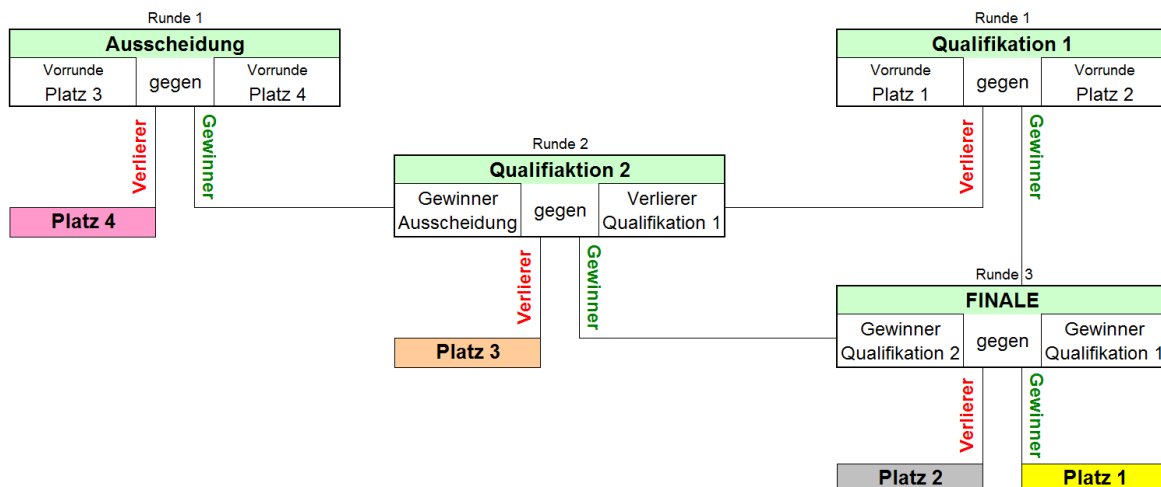 Runde 1
Ausscheidung
Vorrunde
Platz 3
gegen
Vorrunde
Platz 4
Verlierer
Gewinner
Platz 4
Runde 1
Qualifikation 1
Vorrunde
Platz 1
gegen
Vorrunde
Platz 2
Verlierer
Gewinner
Runde 2
Qualifiaktion 2
Gewinner
Ausscheidung
gegen
Verlierer
Qualifikation 1
Verlierer
Gewinner
Platz 3
Runde 3
FINALE
Gewinner
Qualifikation 2
gegen
Gewinner
Qualifikation 1
Verlierer
Gewinner
Platz 2
Platz 1